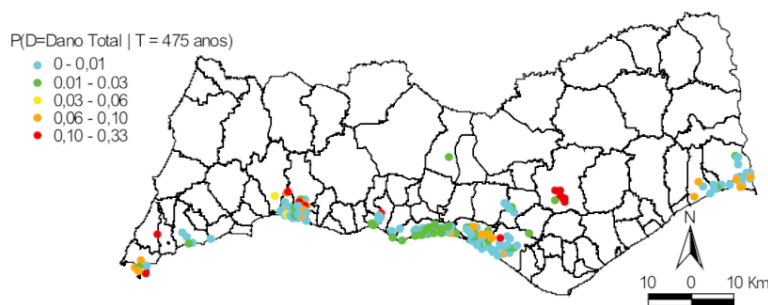 P(D=Dano Total | T = 475 anos)
0 - 0,01
0.01 - 0.03
0,03 - 0,06
0,06 - 0,10
0,10 - 0,33
N
10 0 10 Km